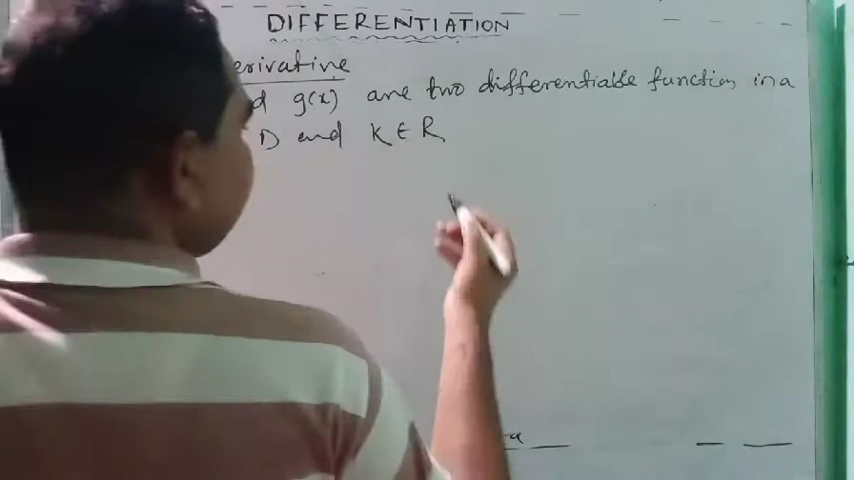 DIFFERENTIATION
erivative
d g(x) are two differentiable function in a
D and K ∈ R